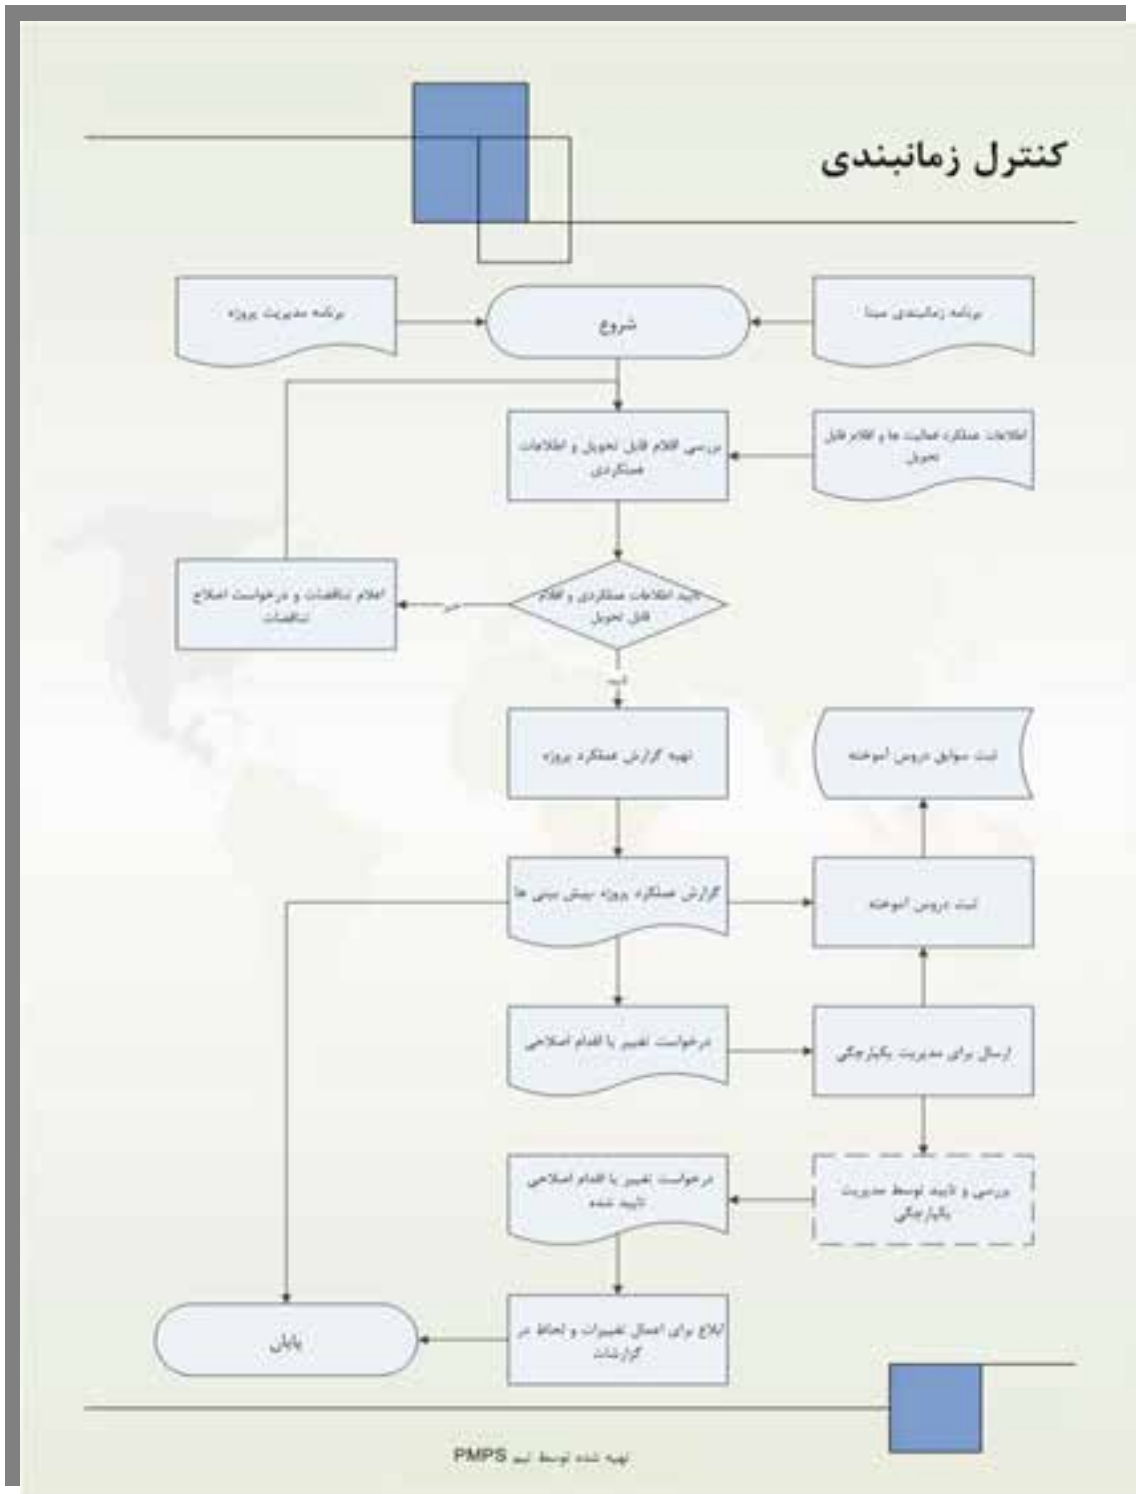 کنترل زمانبندی
برنامه زمانبندی مبنا
شروع
برنامه مدیریت پروژه
اطلاعات عملکرد فعالیت ها و اقلام قابل
تحویل
بررسی اقلام قابل تحویل و اطلاعات
عملکردی
تایید اطلاعات عملکردی و اقلام
قابل تحویل
خیر
اعلام تناقضات و درخواست اصلاح
تناقضات
تایید
تهیه گزارش عملکرد پروژه
ثبت سوابق دروس آموخته
گزارش عملکرد پروژه ،پیش بینی ها
ثبت دروس آموخته
درخواست تغییر یا اقدام اصلاحی
ارسال برای مدیریت یکپارچگی
بررسی و تایید توسط مدیریت
یکپارچگی
درخواست تغییر یا اقدام اصلاحی
تایید شده
ابلاغ برای اعمال تغییرات و لحاظ در
گزارشات
پایان
تهیه شده توسط تیم PMPS